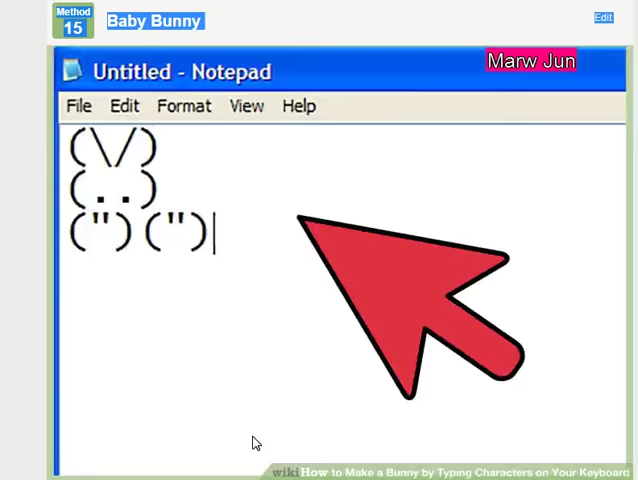 Method
15
Baby Bunny
Edit
Marw Jun
Untitled - Notepad
File Edit Format View Help
(\/)
(..)
(")(")
wikiHow to Make a Bunny by Typing Characters on Your Keyboard